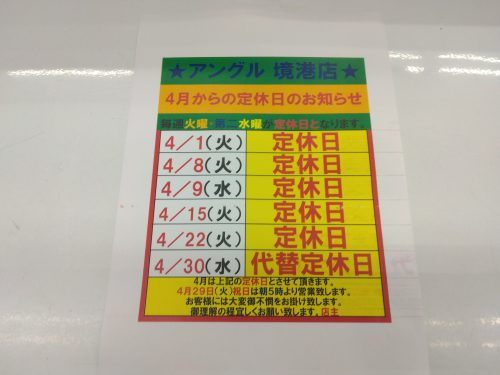 ★アングル 境港店★
4月からの定休日のお知らせ
毎週火曜・第二水曜が定休日となります。
4/1(火) 定休日
4/8(火) 定休日
4/9(水) 定休日
4/15(火) 定休日
4/22(火) 定休日
4/30(水) 代替定休日
4月は上記の定休日とさせて頂きます。
4月29日(火)祝日は朝5時より営業致します。
お客様には大変御不憫をお掛け致します。
御理解の程宜しくお願い致します。店主